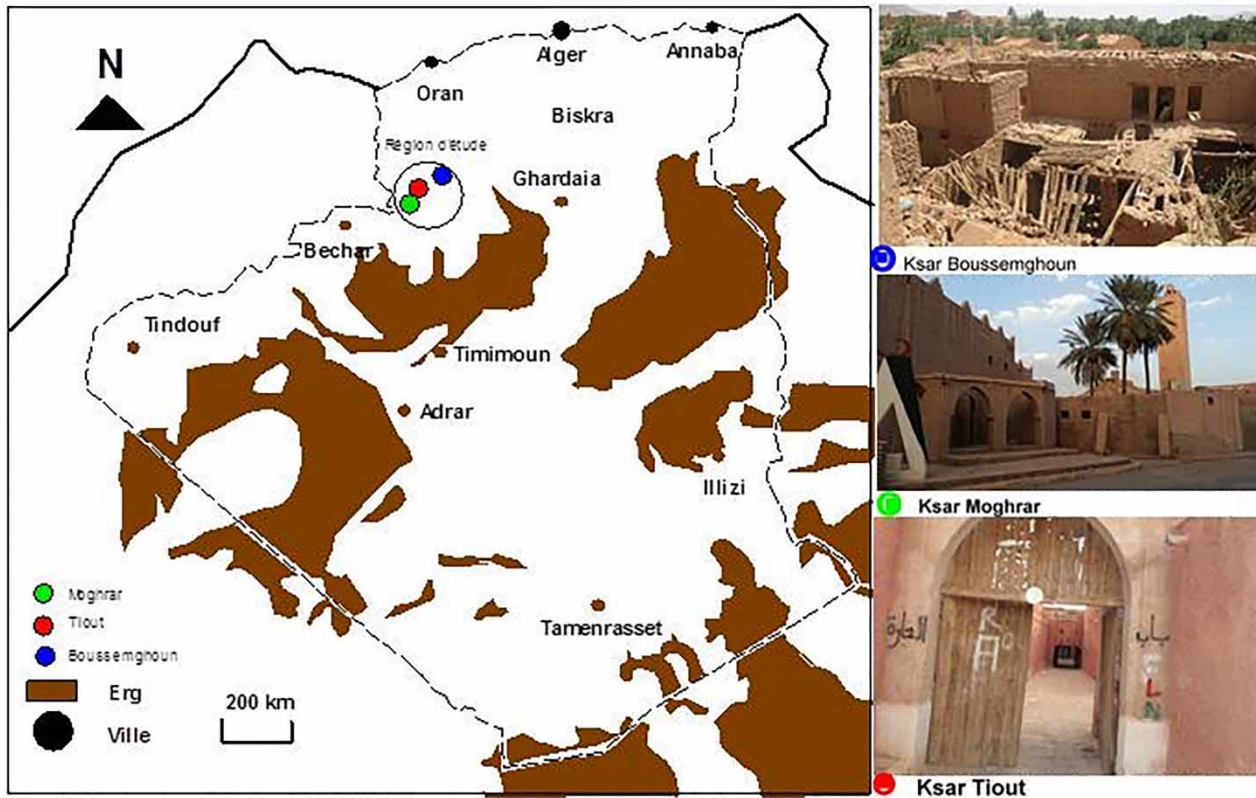 N
Alger
Annaba
Oran
Biskra
Région d'étude
Ghardaia
Bechar
Tindouf
Timimoun
Adrar
Illizi
Tamenrasset
Moghrar
Tiout
Boussemghoun
Erg
Ville
200 km
Ksar Boussemghoun
Ksar Moghrar
Ksar Tiout
باب
الحارة
R
A
L
N